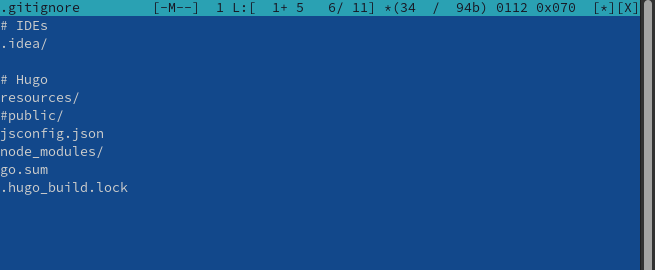 .gitignore [-M--] 1 L:[ 1+ 5 6/ 11] *(34 / 94b) 0112 0x070 [*][X]
# IDEs
.idea/

# Hugo
resources/
#public/
jsconfig.json
node_modules/
go.sum
.hugo_build.lock